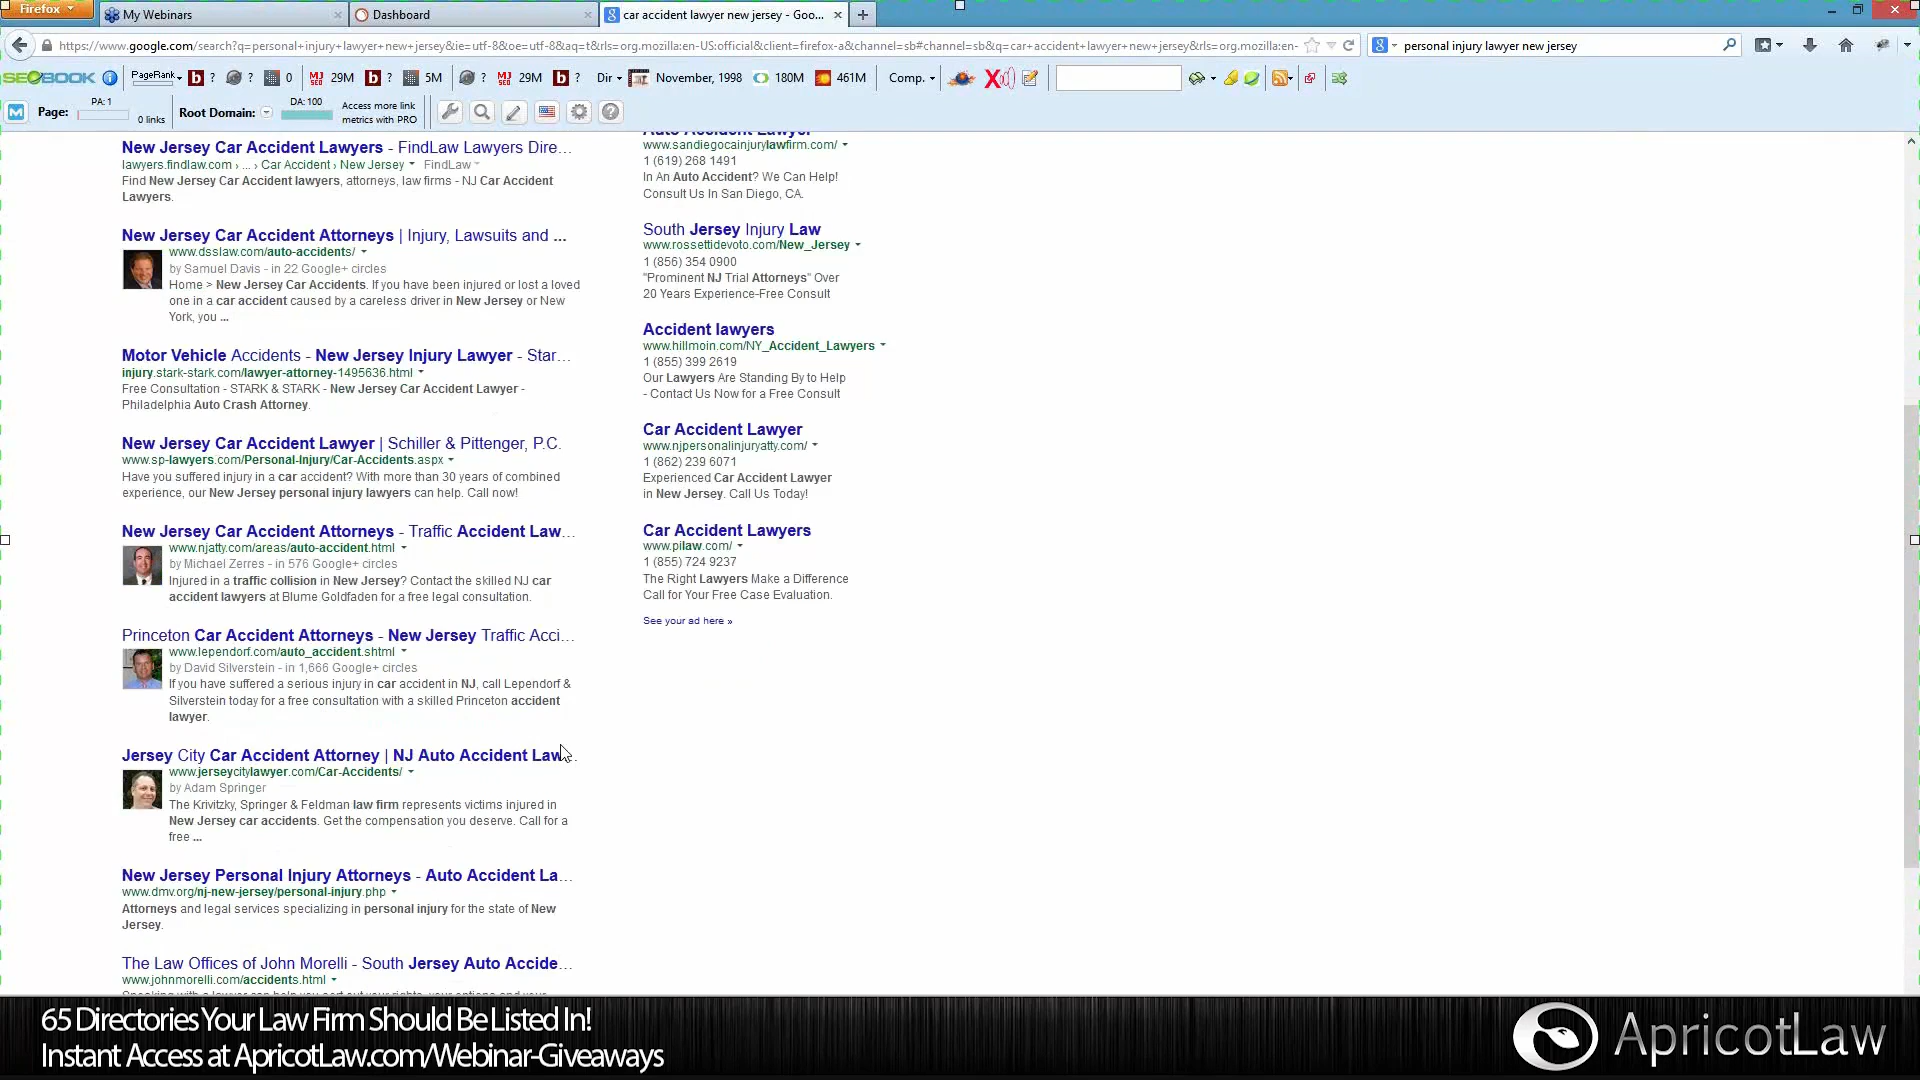 Firefox
My Webinars
Dashboard
car accident lawyer new jersey - Goo...
https://www.google.com/search?q=personal+injury+lawyer+new+jersey&ie=utf-8&oe=utf-8&aq=t&rls=org.mozilla:en-US:official&client=firefox-a&channel=sb#channel=sb&q=car+accident+lawyer+new+jersey&rls=org.mozilla:en-
personal injury lawyer new jersey
SEOBOOK
PageRank
?
?
0
29M
?
5M
?
29M
?
Dir
November, 1998
180M
461M
Comp.
Page:
PA: 1
0 links
Root Domain:
DA: 100
Access more link
metrics with PRO
New Jersey Car Accident Lawyers - FindLaw Lawyers Dire...
lawyers.findlaw.com › ... › Car Accident › New Jersey FindLaw
Find New Jersey Car Accident lawyers, attorneys, law firms - NJ Car Accident
Lawyers.
New Jersey Car Accident Attorneys | Injury, Lawsuits and ...
www.dsslaw.com/auto-accidents/
by Samuel Davis - in 22 Google+ circles
Home > New Jersey Car Accidents. If you have been injured or lost a loved
one in a car accident caused by a careless driver in New Jersey or New
York, you ...
Motor Vehicle Accidents - New Jersey Injury Lawyer - Star...
injury.stark-stark.com/lawyer-attorney-1495636.html
Free Consultation - STARK & STARK - New Jersey Car Accident Lawyer -
Philadelphia Auto Crash Attorney.
New Jersey Car Accident Lawyer | Schiller & Pittenger, P.C.
www.sp-lawyers.com/Personal-Injury/Car-Accidents.aspx
Have you suffered injury in a car accident? With more than 30 years of combined
experience, our New Jersey personal injury lawyers can help. Call now!
New Jersey Car Accident Attorneys - Traffic Accident Law...
www.njatty.com/areas/auto-accident.html
by Michael Zerres - in 576 Google+ circles
Injured in a traffic collision in New Jersey? Contact the skilled NJ car
accident lawyers at Blume Goldfaden for a free legal consultation.
Princeton Car Accident Attorneys - New Jersey Traffic Acci...
www.lependorf.com/auto_accident.shtml
by David Silverstein - in 1,666 Google+ circles
If you have suffered a serious injury in car accident in NJ, call Lependorf &
Silverstein today for a free consultation with a skilled Princeton accident
lawyer.
Jersey City Car Accident Attorney | NJ Auto Accident Law...
www.jerseycitylawyer.com/Car-Accidents/
by Adam Springer
The Krivitzky, Springer & Feldman law firm represents victims injured in
New Jersey car accidents. Get the compensation you deserve. Call for a
free ...
New Jersey Personal Injury Attorneys - Auto Accident La...
www.dmv.org/nj-new-jersey/personal-injury.php
Attorneys and legal services specializing in personal injury for the state of New
Jersey.
The Law Offices of John Morelli - South Jersey Auto Accide...
www.johnmorelli.com/accidents.html
Auto Accident Lawyer
www.sandiegocainjurylawfirm.com/
1 (619) 268 1491
In An Auto Accident? We Can Help!
Consult Us In San Diego, CA.
South Jersey Injury Law
www.rossettidevoto.com/New_Jersey
1 (856) 354 0900
"Prominent NJ Trial Attorneys" Over
20 Years Experience-Free Consult
Accident lawyers
www.hillmoin.com/NY_Accident_Lawyers
1 (855) 399 2619
Our Lawyers Are Standing By to Help
- Contact Us Now for a Free Consult
Car Accident Lawyer
www.njpersonalinjuryatty.com/
1 (862) 239 6071
Experienced Car Accident Lawyer
in New Jersey. Call Us Today!
Car Accident Lawyers
www.pilaw.com/
1 (855) 724 9237
The Right Lawyers Make a Difference
Call for Your Free Case Evaluation.
See your ad here »
65 Directories Your Law Firm Should Be Listed In!
Instant Access at ApricotLaw.com/Webinar-Giveaways
ApricotLaw